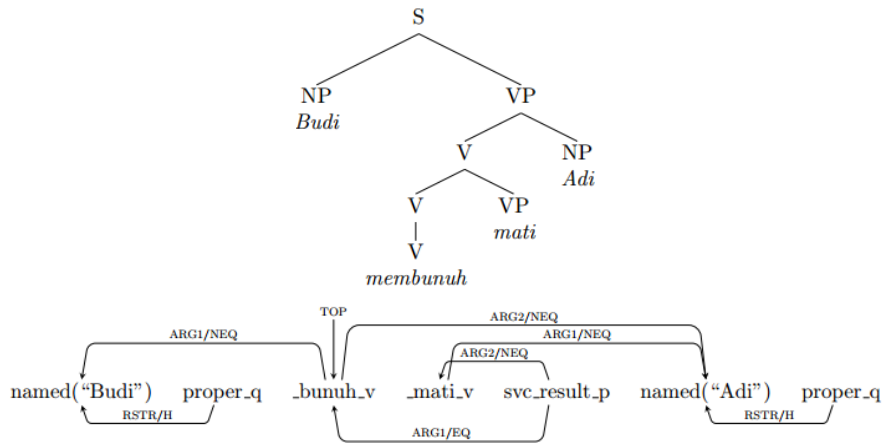 S
NP VP
Budi
V NP
Adi
V VP
mati
V
membunuh
TOP
ARG2/NEQ
ARG1/NEQ ARG1/NEQ
ARG2/NEQ
named(“Budi”) proper_q _bunuh_v _mati_v svc_result_p named(“Adi”) proper_q
RSTR/H RSTR/H
ARG1/EQ